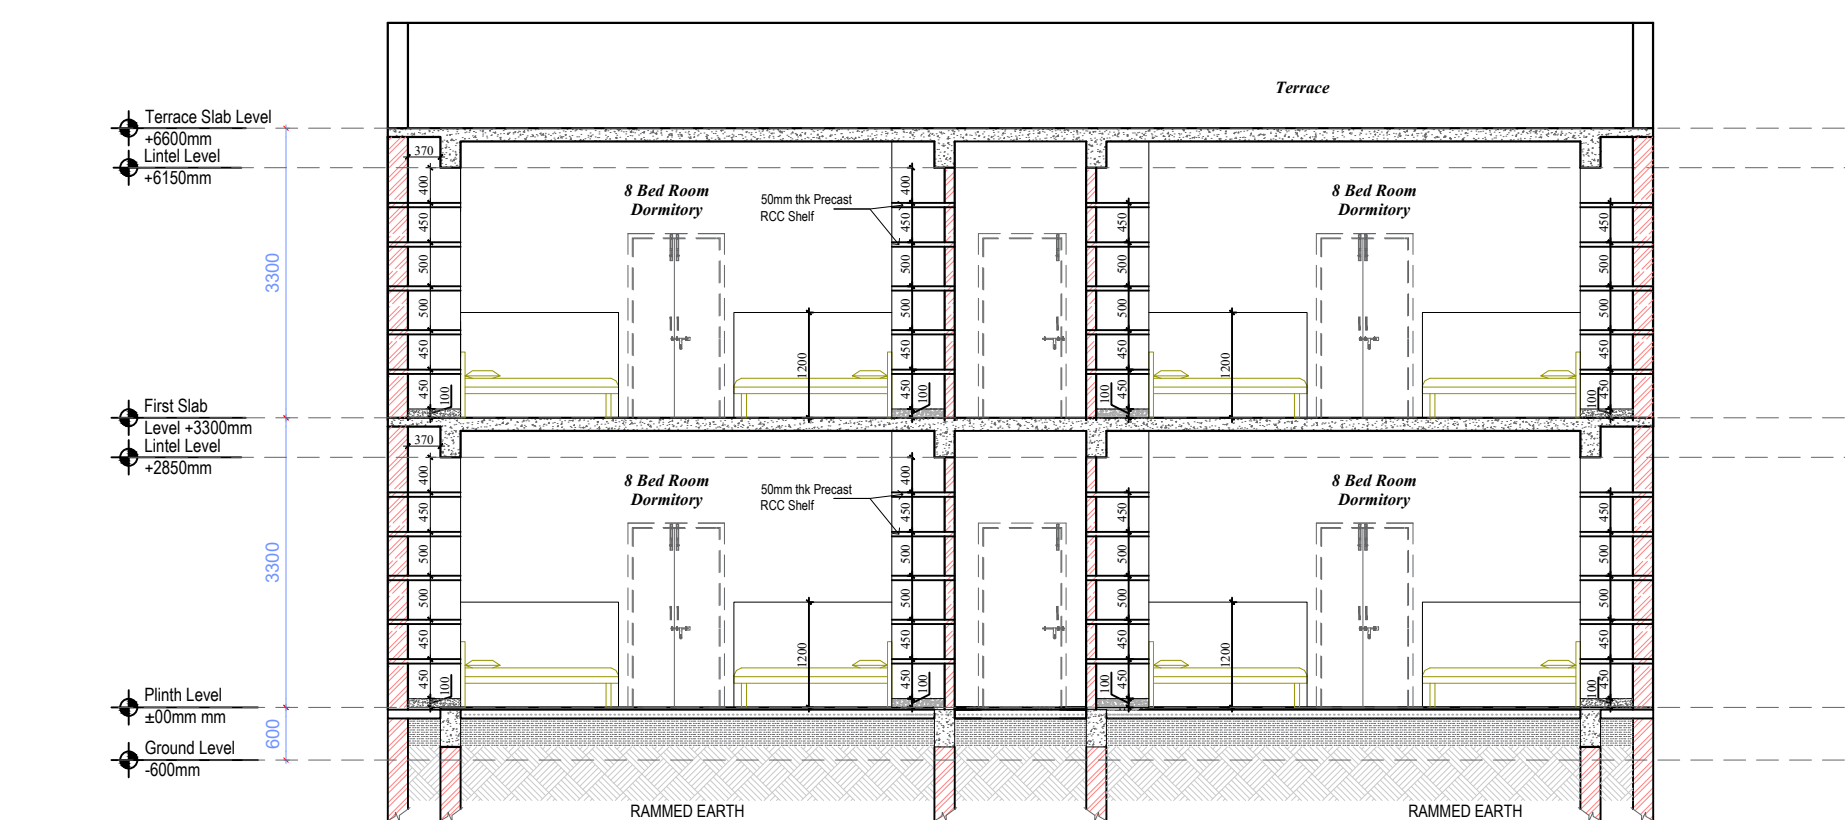 Terrace
Terrace Slab Level
+6600mm
Lintel Level
+6150mm
370
400
450
500
500
450
450
100
8 Bed Room
Dormitory
1200
50mm thk Precast
RCC Shelf
400
450
500
500
450
450
100
450
500
500
450
450
100
8 Bed Room
Dormitory
1200
450
500
500
450
450
100
3300
First Slab
Level +3300mm
Lintel Level
+2850mm
370
400
450
500
500
450
450
100
8 Bed Room
Dormitory
1200
50mm thk Precast
RCC Shelf
400
450
500
500
450
450
100
450
500
500
450
450
100
8 Bed Room
Dormitory
1200
450
500
500
450
450
100
3300
Plinth Level
±00mm mm
600
Ground Level
-600mm
RAMMED EARTH
RAMMED EARTH